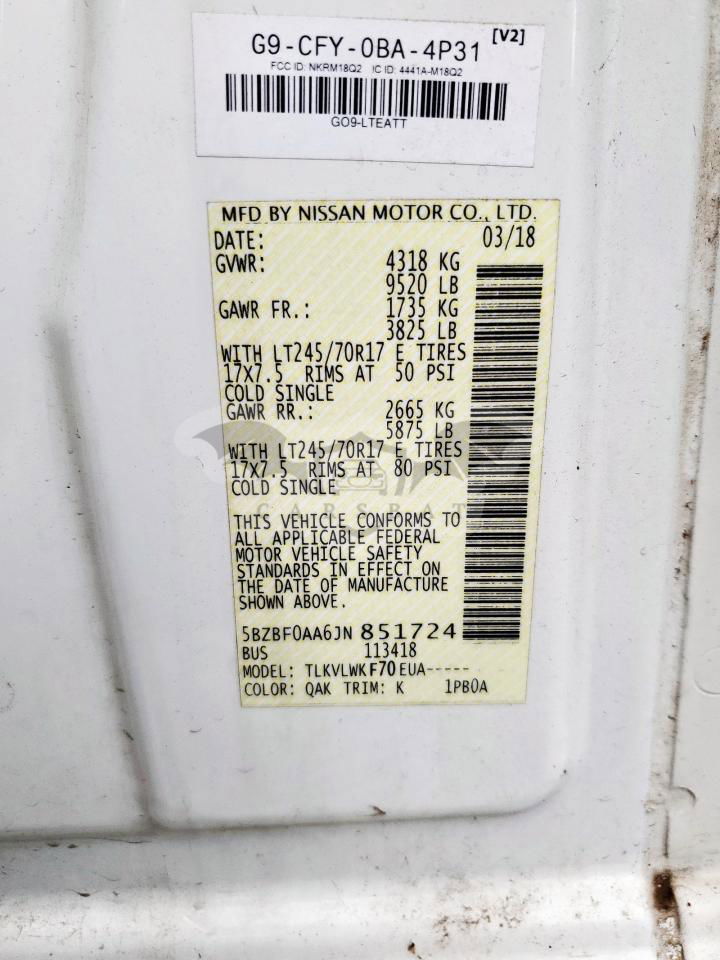 G9-CFY-0BA-4P31 [V2]
FCC ID: NKRM18Q2 IC ID: 4441A-M18Q2
GO9-LTEATT
MFD BY NISSAN MOTOR CO., LTD.
DATE: 03/18
GVWR: 4318 KG
9520 LB
GAWR FR.: 1735 KG
3825 LB
WITH LT245/70R17 E TIRES
17X7.5 RIMS AT 50 PSI
COLD SINGLE
GAWR RR.: 2665 KG
5875 LB
WITH LT245/70R17 E TIRES
17X7.5 RIMS AT 80 PSI
COLD SINGLE
CARSBAT
THIS VEHICLE CONFORMS TO
ALL APPLICABLE FEDERAL
MOTOR VEHICLE SAFETY
STANDARDS IN EFFECT ON
THE DATE OF MANUFACTURE
SHOWN ABOVE.
5BZBF0AA6JN851724
BUS 113418
MODEL: TLKVLWKF70EUA-----
COLOR: QAK TRIM: K 1PB0A